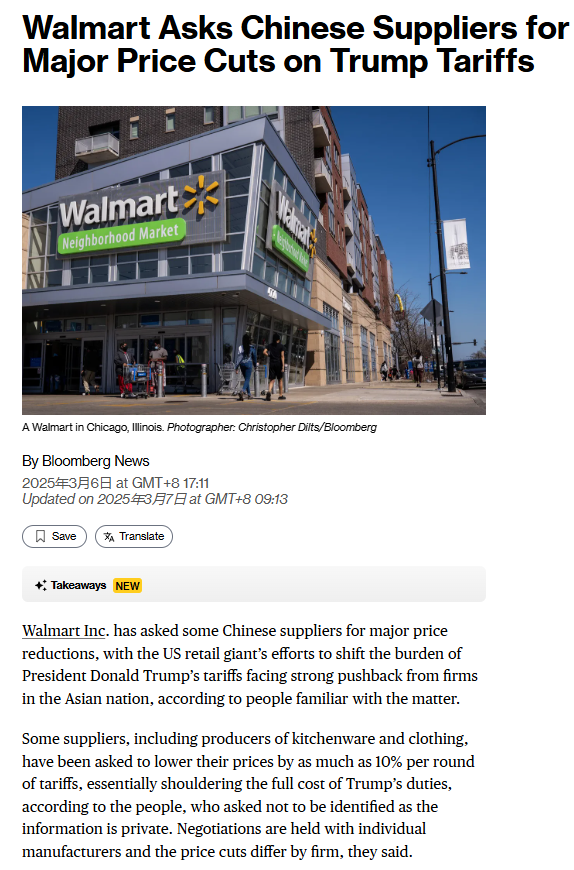 Walmart Asks Chinese Suppliers for
Major Price Cuts on Trump Tariffs
Walmart
Neighborhood Market
Walmart
Neighborhood Market
A Walmart in Chicago, Illinois. Photographer: Christopher Dilts/Bloomberg
By Bloomberg News
2025年3月6日 at GMT+8 17:11
Updated on 2025年3月7日 at GMT+8 09:13
Save
Translate
Takeaways NEW
Walmart Inc. has asked some Chinese suppliers for major price
reductions, with the US retail giant’s efforts to shift the burden of
President Donald Trump’s tariffs facing strong pushback from firms
in the Asian nation, according to people familiar with the matter.
Some suppliers, including producers of kitchenware and clothing,
have been asked to lower their prices by as much as 10% per round
of tariffs, essentially shouldering the full cost of Trump’s duties,
according to the people, who asked not to be identified as the
information is private. Negotiations are held with individual
manufacturers and the price cuts differ by firm, they said.